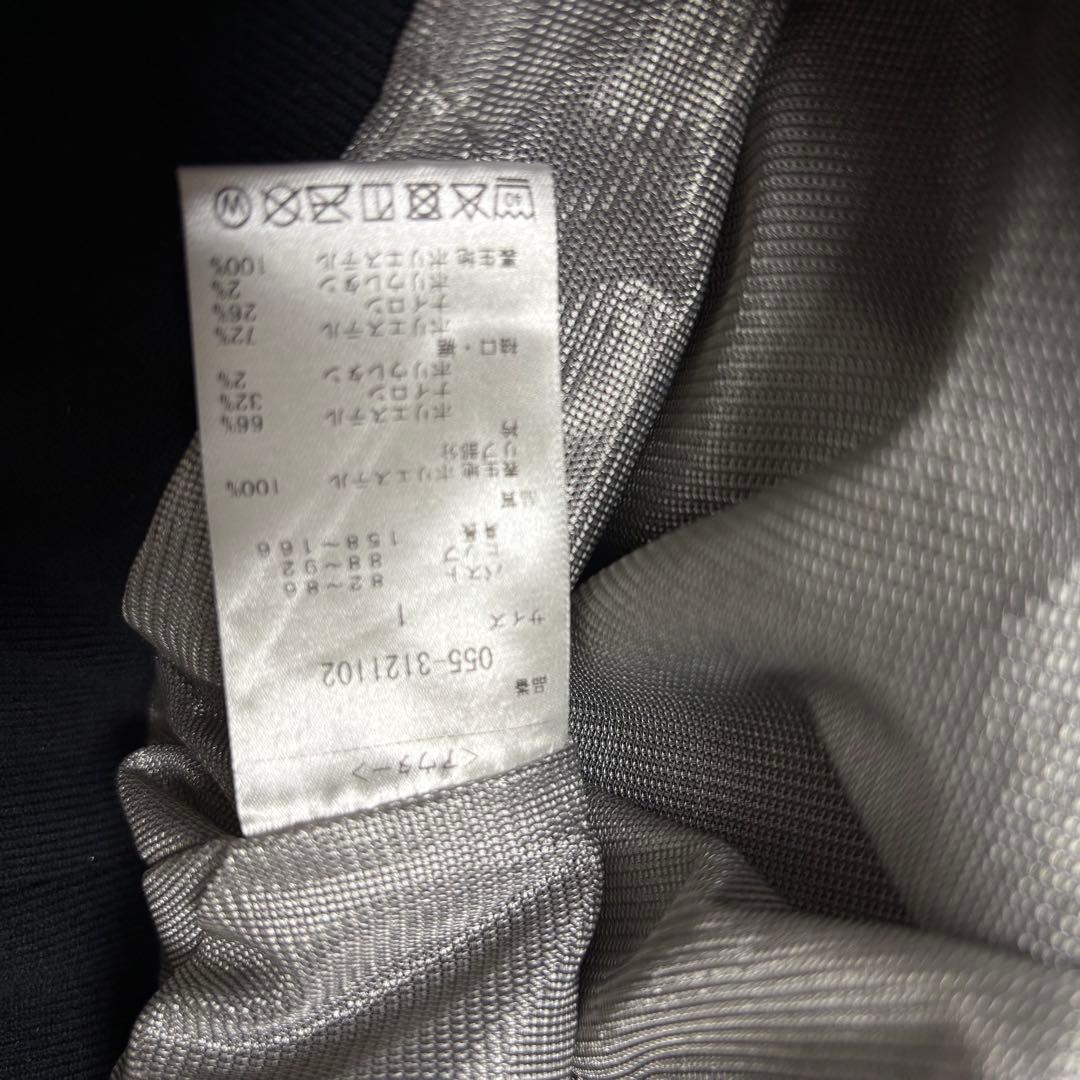 <アウター>
品番 055-3121102
サイズ 1
バスト 82~86
ヒップ 88~92
身長 158~166
品質
表生地 ポリエステル 100%
リブ部分
衿
ポリエステル 66%
ナイロン 32%
ポリウレタン 2%
袖口・裾
ポリエステル 72%
ナイロン 26%
ポリウレタン 2%
裏生地 ポリエステル 100%
40 W